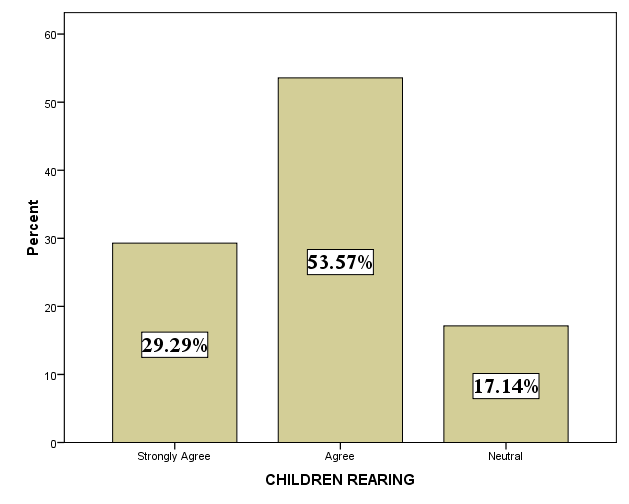 60
50
40
30
20
10
0
Percent
53.57%
29.29%
17.14%
Strongly Agree
Agree
Neutral
CHILDREN REARING